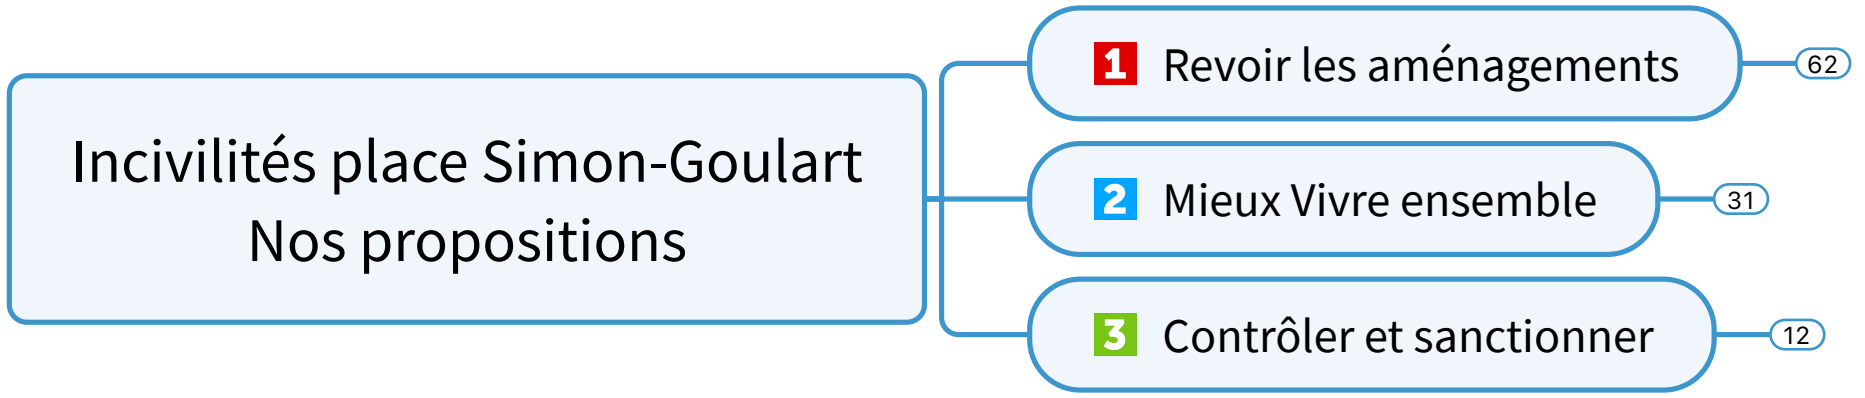 Incivilités place Simon-Goulart
Nos propositions
1 Revoir les aménagements 62
2 Mieux Vivre ensemble 31
3 Contrôler et sanctionner 12